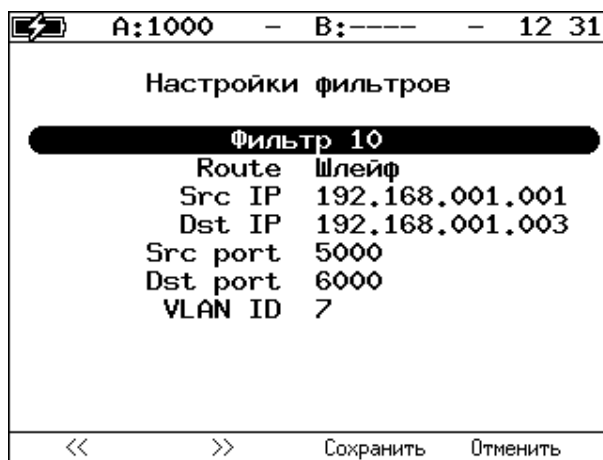 A:1000 - B:---- - 12 31
Настройки фильтров
Фильтр 10
Route Шлейф
Src IP 192.168.001.001
Dst IP 192.168.001.003
Src port 5000
Dst port 6000
VLAN ID 7
<< >> Сохранить Отменить